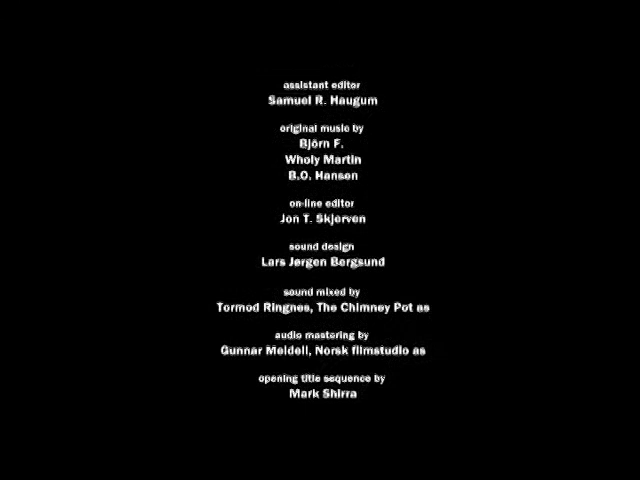 assistant editor
Samuel R. Haugum
original music by
Björn F.
Wholy Martin
B.O. Hansen
on-line editor
Jon T. Skjerven
sound design
Lars Jørgen Bergsund
sound mixed by
Tormod Ringnes, The Chimney Pot as
audio mastering by
Gunnar Meidell, Norsk filmstudio as
opening title sequence by
Mark Shirra